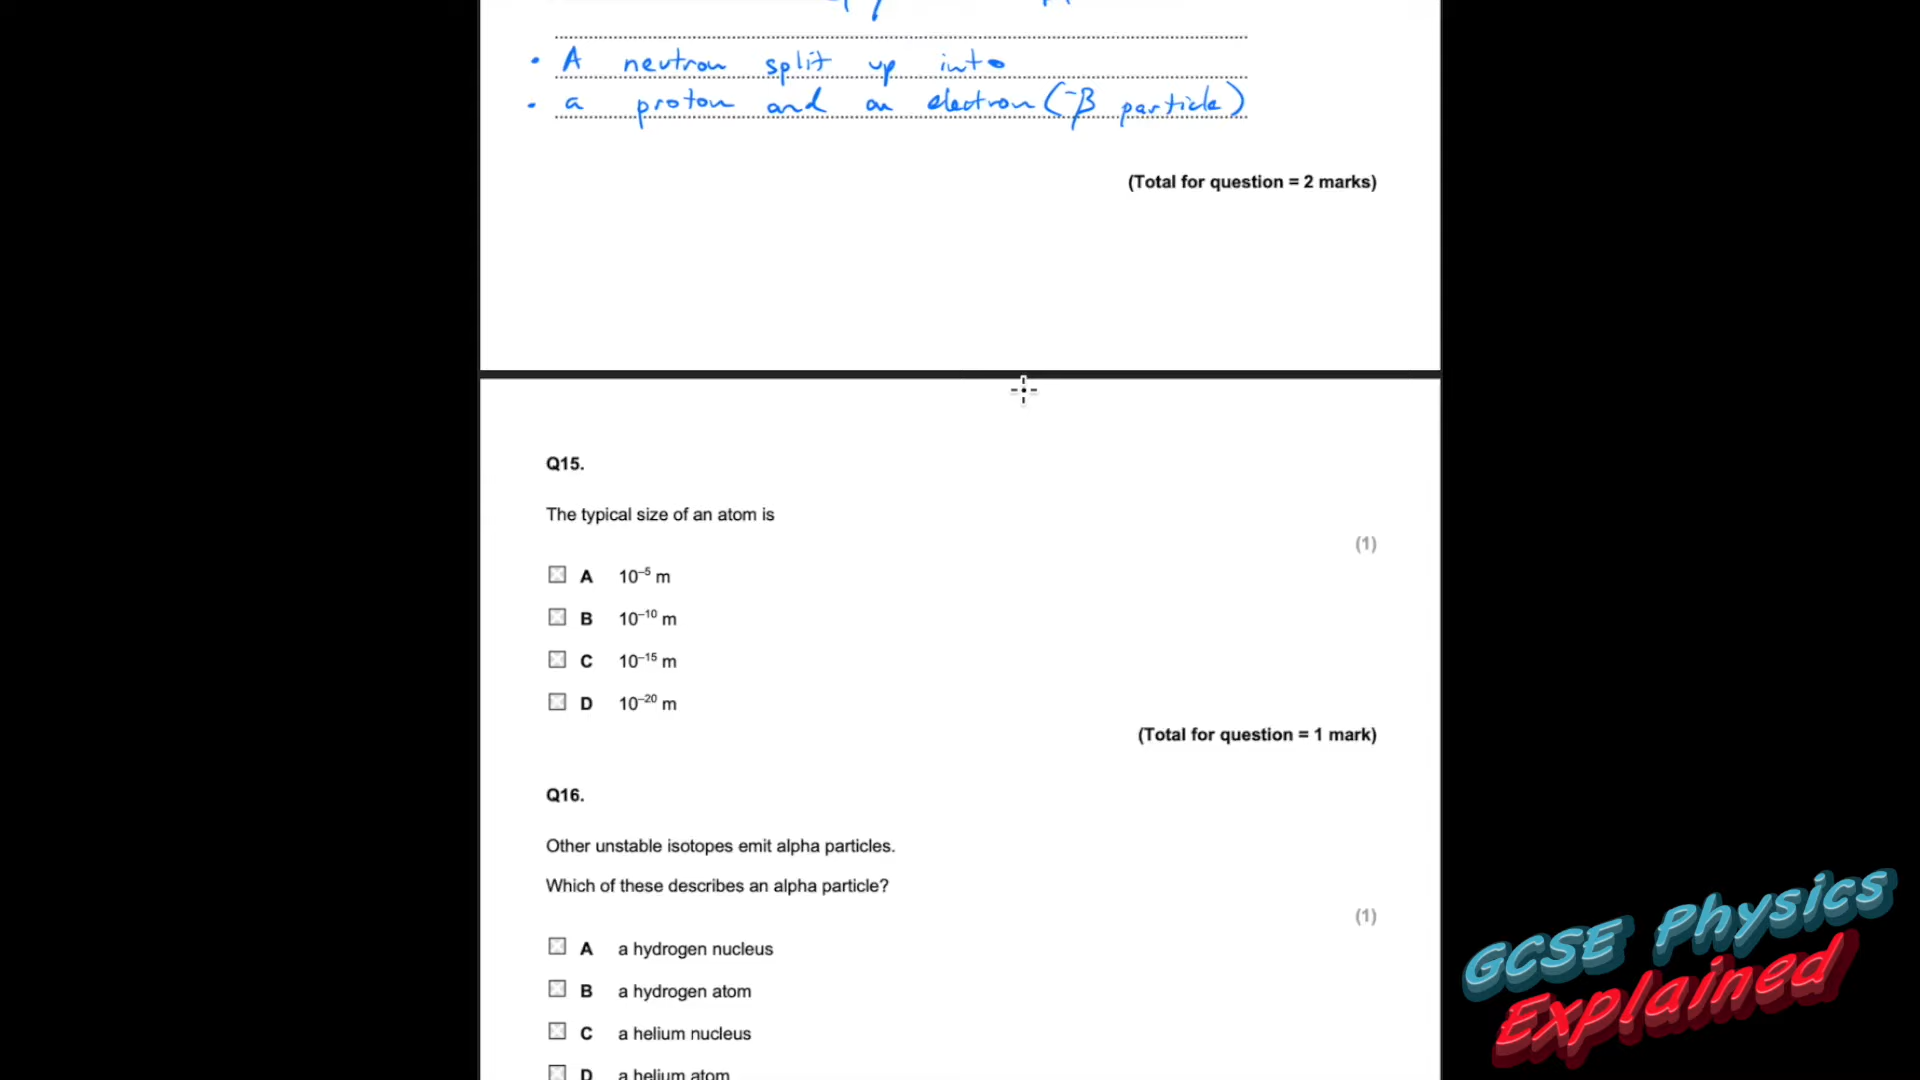 • A neutron split up into
• a proton and an electron (⁻β particle)
(Total for question = 2 marks)
Q15.
The typical size of an atom is
(1)
A 10⁻⁵ m
B 10⁻¹⁰ m
C 10⁻¹⁵ m
D 10⁻²⁰ m
(Total for question = 1 mark)
Q16.
Other unstable isotopes emit alpha particles.
Which of these describes an alpha particle?
(1)
A a hydrogen nucleus
B a hydrogen atom
C a helium nucleus
D a helium atom
GCSE Physics
Explained